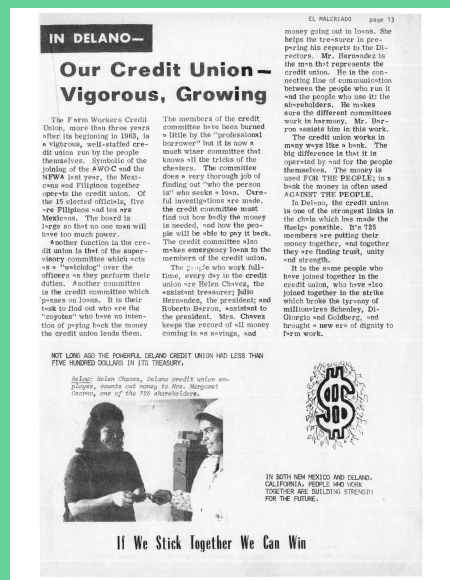 EL MALCRIADO page 13
IN DELANO—
Our Credit Union—
Vigorous, Growing
The Farm Workers Credit
Union, more than three years
after its beginning in 1963, is
a vigorous, well-staffed cre-
dit union run by the people
themselves. Symbolic of the
joining of the AWOC and the
NFWA last year, the Mexi-
cans and Filipinos together
operate the credit union. Of
the 15 elected officials, five
are Filipinos and ten are
Mexicans. The board is
large so that no one man will
have too much power.
Another function in the cre-
dit union is that of the super-
visory committee which acts
as a "watchdog" over the
officers as they perform their
duties. Another committee
is the credit committee which
passes on loans. It is their
task to find out who are the
"coyotes" who have no inten-
tion of paying back the money
the credit union lends them.
The members of the credit
committee have been burned
a little by the "professional
borrower" but it is now a
much wiser committee that
knows all the tricks of the
cheaters. The committee
does a very thorough job of
finding out "who the person
is" who seeks a loan. Care-
ful investigations are made.
the credit committee must
find out how badly the money
is needed, and how the peo-
ple will be able to pay it back.
The credit committee also
makes emergency loans to the
members of the credit union.
The people who work full-
time, every day in the credit
union are Helen Chavez, the
assistant treasurer; Julio
Hernandez, the president; and
Roberto Barron, assistant to
the president. Mrs. Chavez
keeps the record of all money
coming in as savings, and
money going out in loans. She
helps the treasurer in pre-
paring his reports to the Di-
rectors. Mr. Hernandez is
the man that represents the
credit union. He is the con-
necting line of communication
between the people who run it
and the people who use it: the
shareholders. He makes
sure the different committees
work in harmony. Mr. Bar-
ron assists him in this work.
The credit union works in
many ways like a bank. The
big difference is that it is
operated by and for the people
themselves. The money is
used FOR THE PEOPLE; in a
bank the money is often used
AGAINST THE PEOPLE.
In Delano, the credit union
is one of the strongest links in
the chain which has made the
Huelga possible. It's 725
members are putting their
money together, and together
they are finding trust, unity
and strength.
It is the same people who
have joined together in the
credit union, who have also
joined together in the strike
which broke the tyranny of
millionaires Schenley, Di-
Giorgio and Goldberg, and
brought a new era of dignity to
farm work.
NOT LONG AGO THE POWERFUL DELANO CREDIT UNION HAD LESS THAN
FIVE HUNDRED DOLLARS IN ITS TREASURY.
Below: Helen Chavez, Delano credit union em-
ployee, counts out money to Mrs. Margaret
Osorno, one of the 725 shareholders.
IN BOTH NEW MEXICO AND DELANO,
CALIFORNIA, PEOPLE WHO WORK
TOGETHER ARE BUILDING STRENGTH
FOR THE FUTURE.
If We Stick Together We Can Win